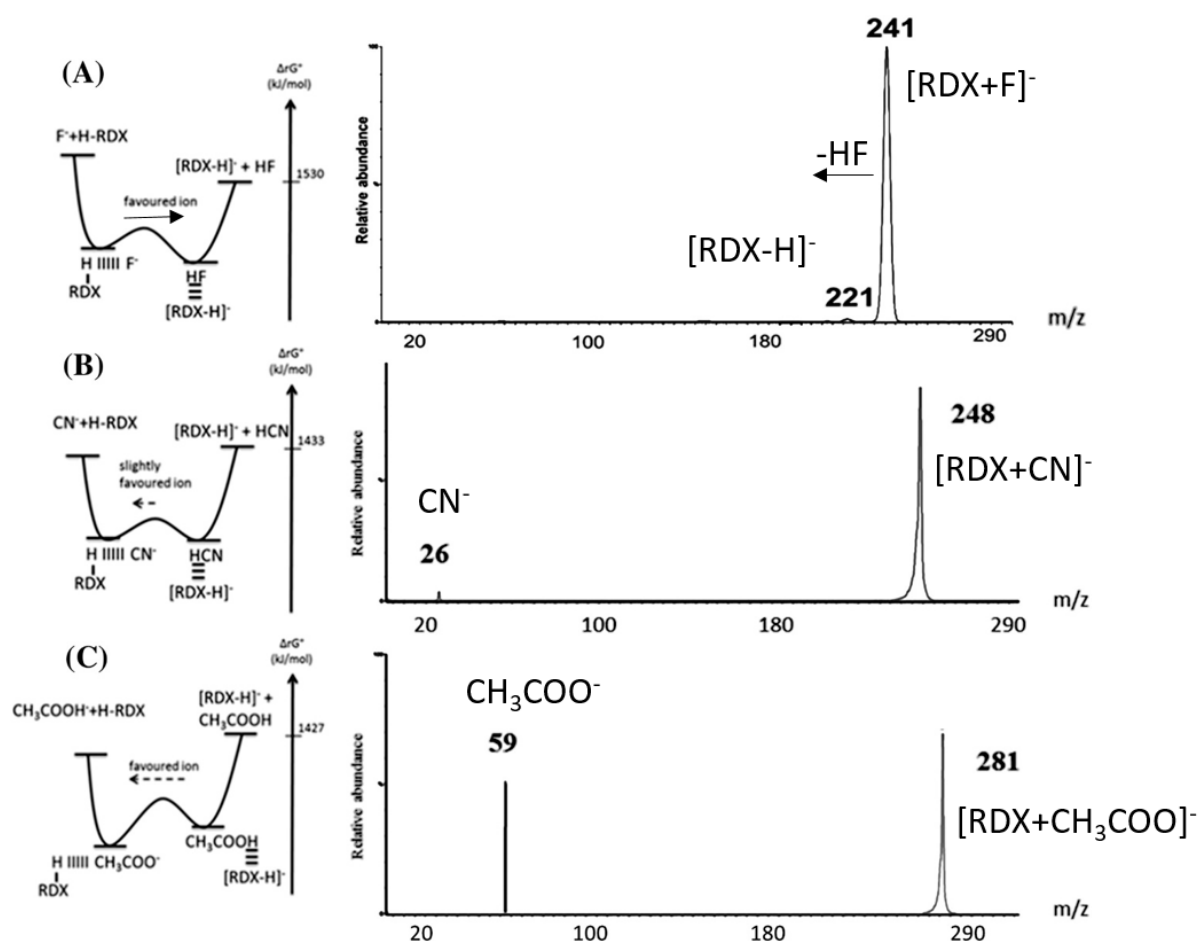 (A)
ΔrG°
(kJ/mol)
F⁻+H-RDX
[RDX-H]⁻ + HF
1530
favoured ion
H IIIII F⁻
RDX
HF
[RDX-H]⁻
Relative abundance
241
[RDX+F]⁻
-HF
[RDX-H]⁻
221
20 100 180 290
m/z
(B)
ΔrG°
(kJ/mol)
CN⁻+H-RDX
[RDX-H]⁻ + HCN
1433
slightly
favoured ion
H IIIII CN⁻
RDX
HCN
[RDX-H]⁻
Relative abundance
248
[RDX+CN]⁻
CN⁻
26
20 100 180 290
m/z
(C)
ΔrG°
(kJ/mol)
[RDX-H]⁻ +
CH₃COOH
CH₃COOH⁻+H-RDX
1427
favoured ion
CH₃COOH
H IIIII CH₃COO⁻
RDX
[RDX-H]⁻
Relative abundance
CH₃COO⁻
59
281
[RDX+CH₃COO]⁻
20 100 180 290
m/z